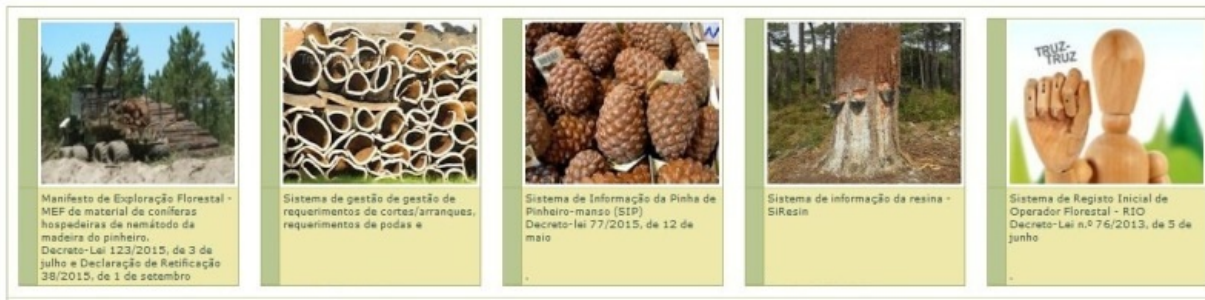 Manifesto de Exploração Florestal -
MEF de material de coníferas
hospedeiras de nemátodo da
madeira do pinheiro.
Decreto-Lei 123/2015, de 3 de
julho e Declaração de Retificação
38/2015, de 1 de setembro
Sistema de gestão de gestão de
requerimentos de cortes/arranques,
requerimentos de podas e
Sistema de Informação da Pinha de
Pinheiro-manso (SIP)
Decreto-lei 77/2015, de 12 de
maio
.
Sistema de informação da resina -
SiResin
TRUZ-
TRUZ
Sistema de Registo Inicial de
Operador Florestal - RIO
Decreto-Lei n.º 76/2013, de 5 de
junho
.